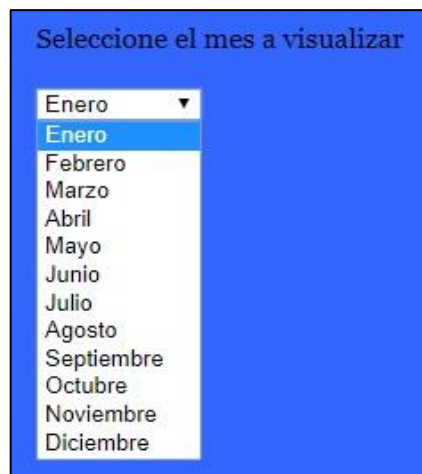 Seleccione el mes a visualizar
Enero
Enero
Febrero
Marzo
Abril
Mayo
Junio
Julio
Agosto
Septiembre
Octubre
Noviembre
Diciembre